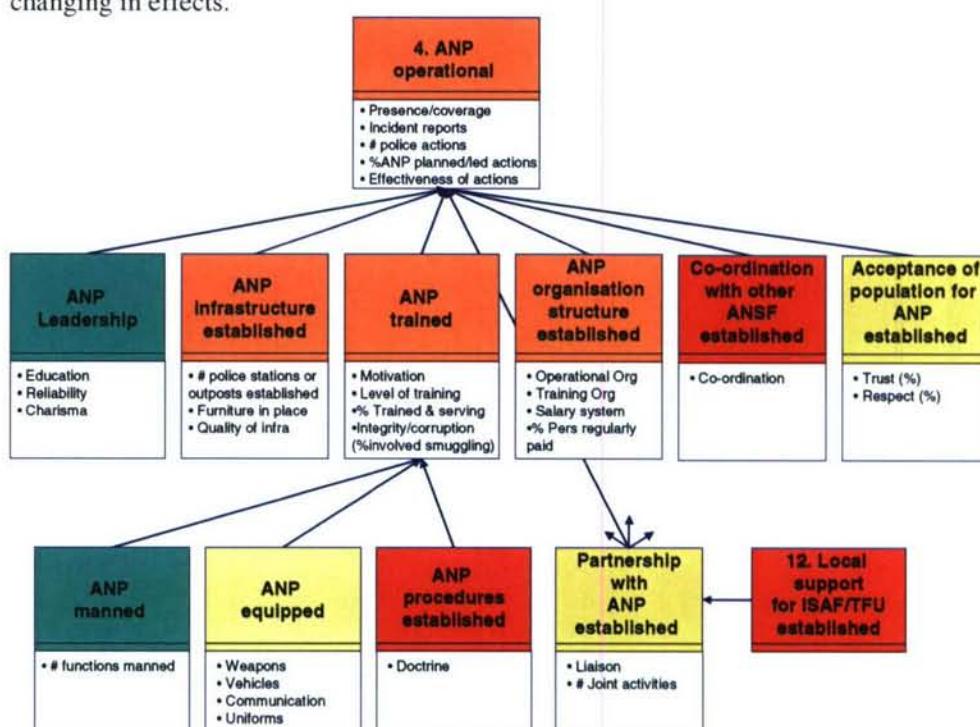 changing in effects.
4. ANP
operational
• Presence/coverage
• Incident reports
• # police actions
• %ANP planned/led actions
• Effectiveness of actions
ANP
Leadership
• Education
• Reliability
• Charisma
ANP
infrastructure
established
• # police stations or
outposts established
• Furniture in place
• Quality of infra
ANP
trained
• Motivation
• Level of training
•% Trained & serving
•Integrity/corruption
(%involved smuggling)
ANP
organisation
structure
established
• Operational Org
• Training Org
• Salary system
•% Pers regularly
paid
Co-ordination
with other
ANSF
established
• Co-ordination
Acceptance of
population for
ANP
established
• Trust (%)
• Respect (%)
ANP
manned
• # functions manned
ANP
equipped
• Weapons
• Vehicles
• Communication
• Uniforms
ANP
procedures
established
• Doctrine
Partnership
with
ANP
established
• Liaison
• # Joint activities
12. Local
support
for ISAF/TFU
established